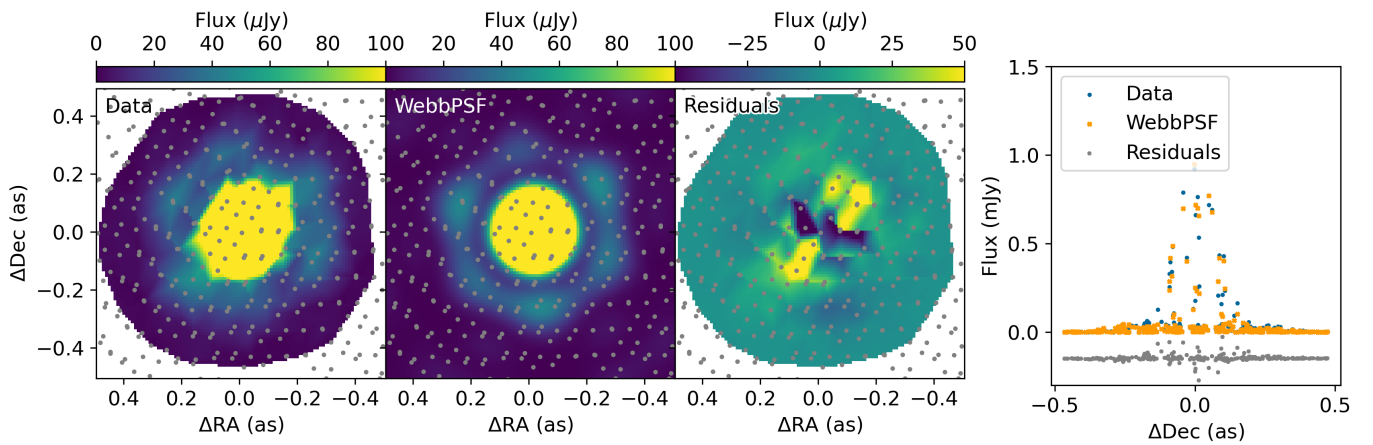 Flux (μJy) Flux (μJy) Flux (μJy)
0 20 40 60 80 100 0 20 40 60 80 100 −25 0 25 50
Data WebbPSF Residuals
0.4
0.2
0.0
−0.2
−0.4
ΔDec (as)
0.4 0.2 0.0 −0.2 −0.4 0.4 0.2 0.0 −0.2 −0.4 0.4 0.2 0.0 −0.2 −0.4
ΔRA (as) ΔRA (as) ΔRA (as)
1.5
1.0
0.5
0.0
Flux (mJy)
Data
WebbPSF
Residuals
−0.5 0.0 0.5
ΔDec (as)